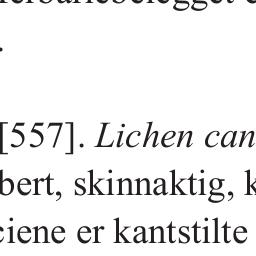 .
[557]. Lichen can
bert, skinnaktig, k
ciene er kantstilte